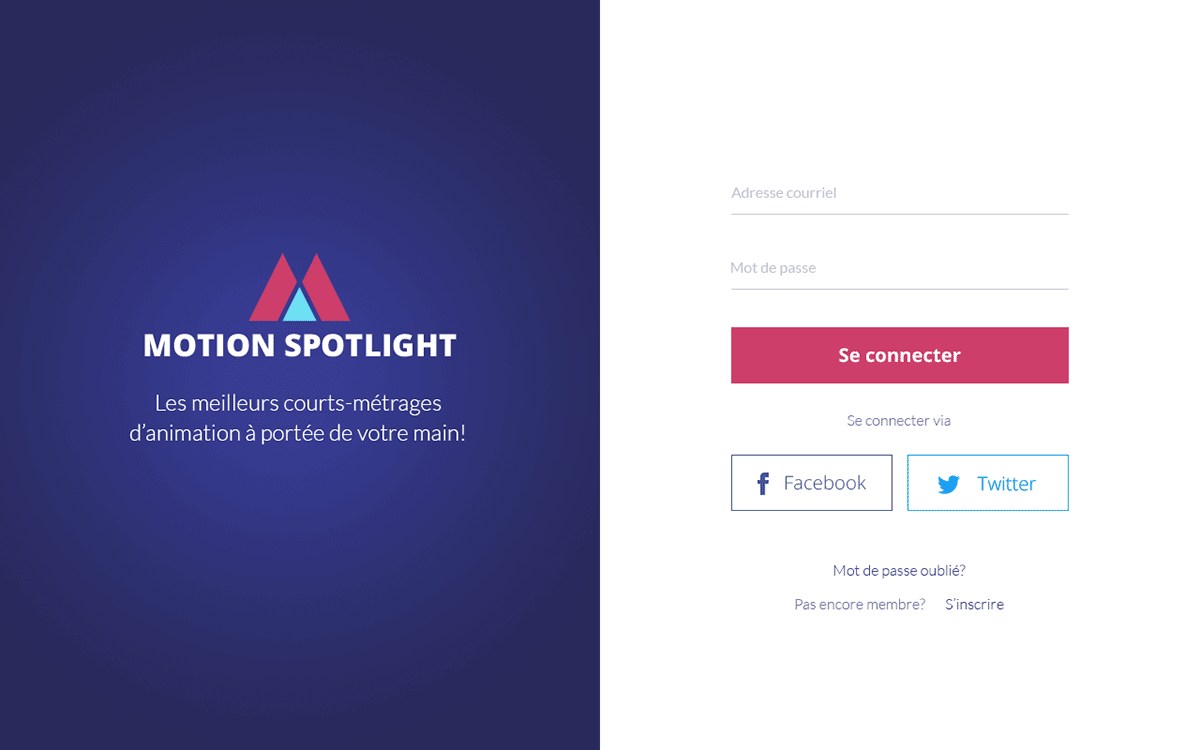 MOTION SPOTLIGHT
Les meilleurs courts-métrages
d’animation à portée de votre main!
Adresse courriel
Mot de passe
Se connecter
Se connecter via
Facebook
Twitter
Mot de passe oublié?
Pas encore membre? S’inscrire